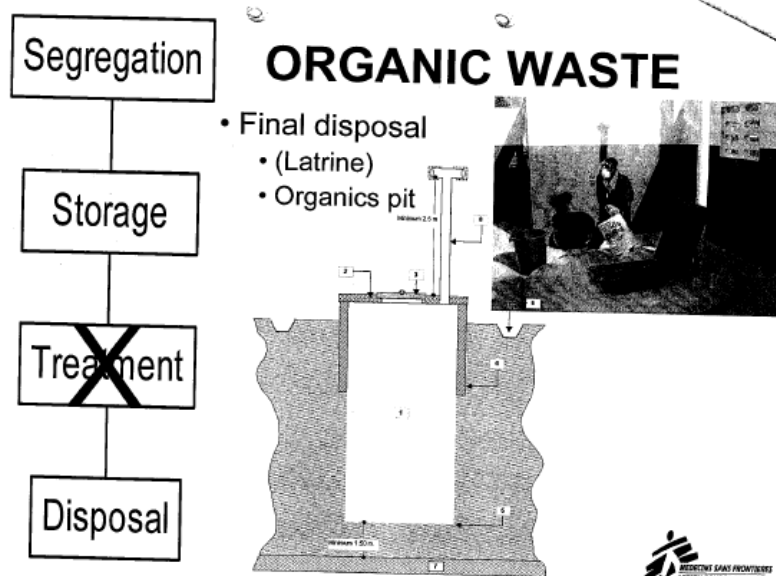 Segregation
Storage
Treatment
Disposal
ORGANIC WASTE
• Final disposal
• (Latrine)
• Organics pit
Minimum 2.5 m
2
3
4
1
5
Minimum 1.50 m.
7
MEDECINS SANS FRONTIERES